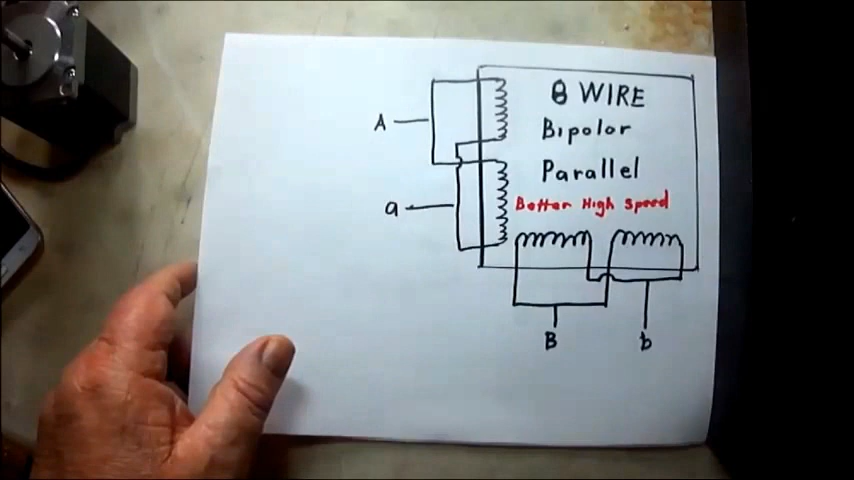 8 WIRE
A
Bipolor
Parallel
a
Better High Speed
B
b